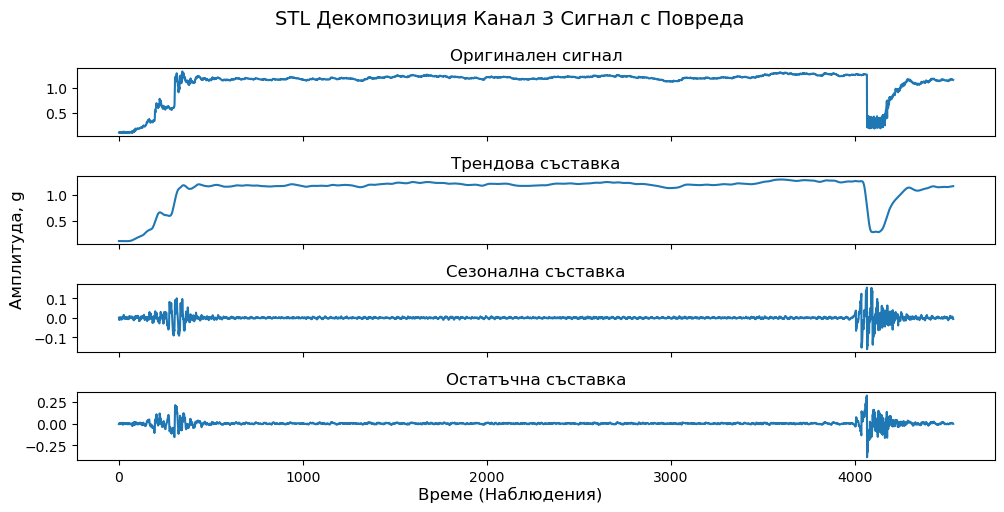 STL Декомпозиция Канал 3 Сигнал с Повреда
Оригинален сигнал
1.0
0.5
Трендова съставка
1.0
0.5
Амплитуда, g
Сезонална съставка
0.1
0.0
−0.1
Остатъчна съставка
0.25
0.00
−0.25
0 1000 2000 3000 4000
Време (Наблюдения)